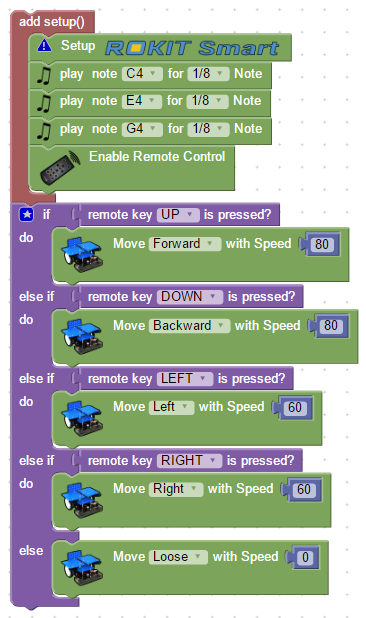 add setup()
Setup ROKIT Smart
play note C4 for 1/8 Note
play note E4 for 1/8 Note
play note G4 for 1/8 Note
Enable Remote Control
if remote key UP is pressed?
do Move Forward with Speed 80
else if remote key DOWN is pressed?
do Move Backward with Speed 80
else if remote key LEFT is pressed?
do Move Left with Speed 60
else if remote key RIGHT is pressed?
do Move Right with Speed 60
else Move Loose with Speed 0